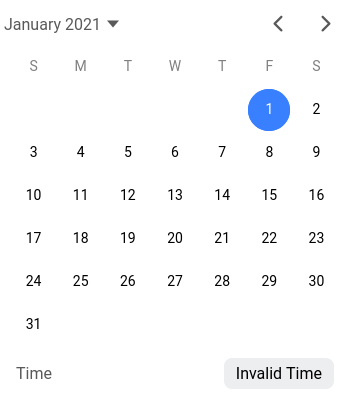 January 2021
S M T W T F S
1 2
3 4 5 6 7 8 9
10 11 12 13 14 15 16
17 18 19 20 21 22 23
24 25 26 27 28 29 30
31
Time Invalid Time